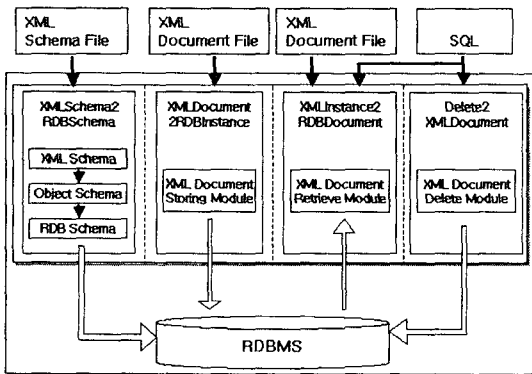 XML
Schema File
XML
Document File
XML
Document File
SQL
XMLSchema2
RDBSchema
XML Schema
Object Schema
RDB Schema
XMLDocument
2RDBInstance
XML Document
Storing Module
XMLInstance2
RDBDocument
XML Document
Retrieve Module
Delete2
XMLDocument
XML Document
Delete Module
RDBMS